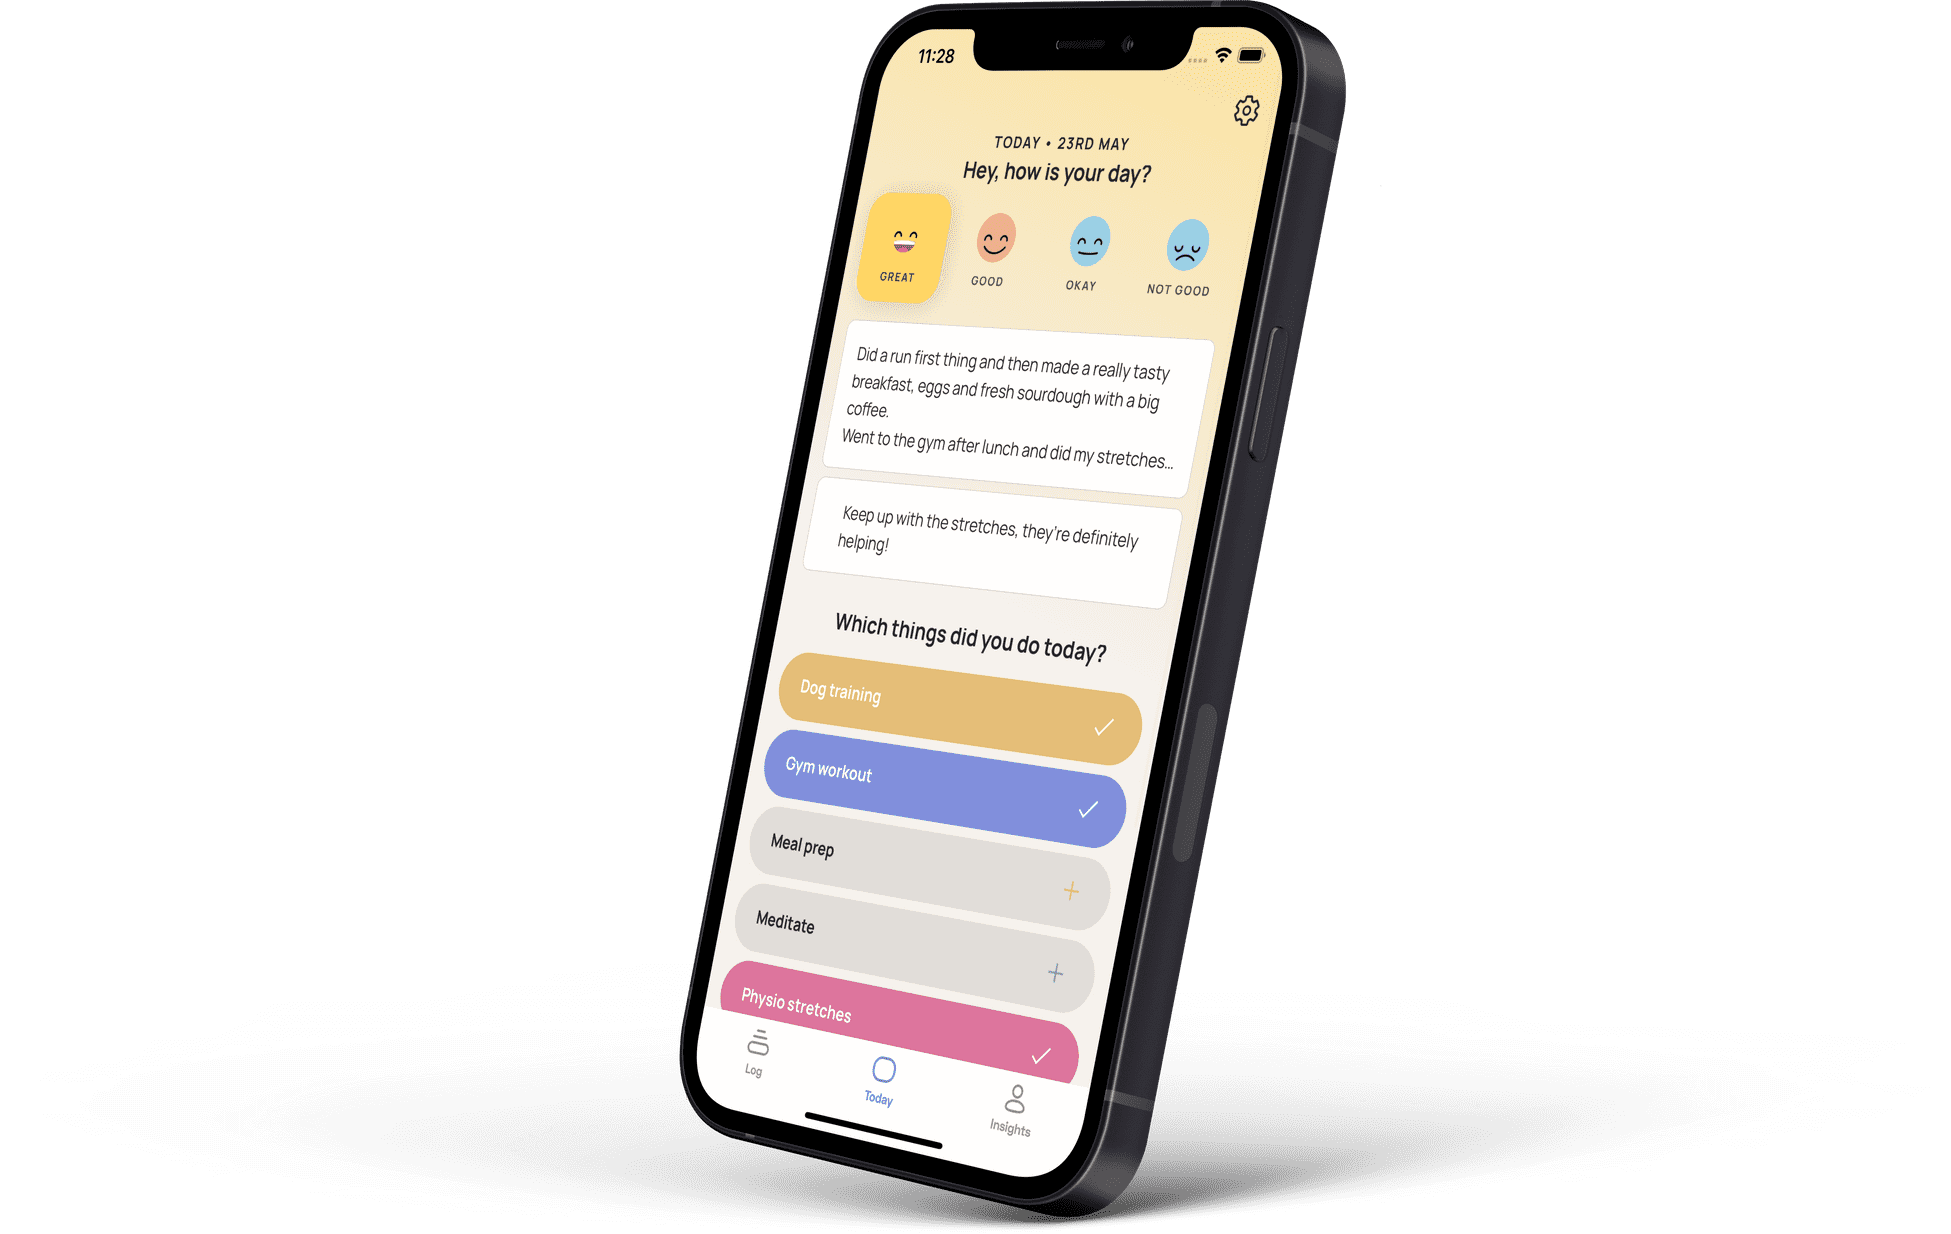 11:28
TODAY • 23RD MAY
Hey, how is your day?
GREAT
GOOD
OKAY
NOT GOOD
Did a run first thing and then made a really tasty
breakfast, eggs and fresh sourdough with a big
coffee.
Went to the gym after lunch and did my stretches...
Keep up with the stretches, they're definitely
helping!
Which things did you do today?
Dog training
Gym workout
Meal prep
Meditate
Physio stretches
Log
Today
Insights